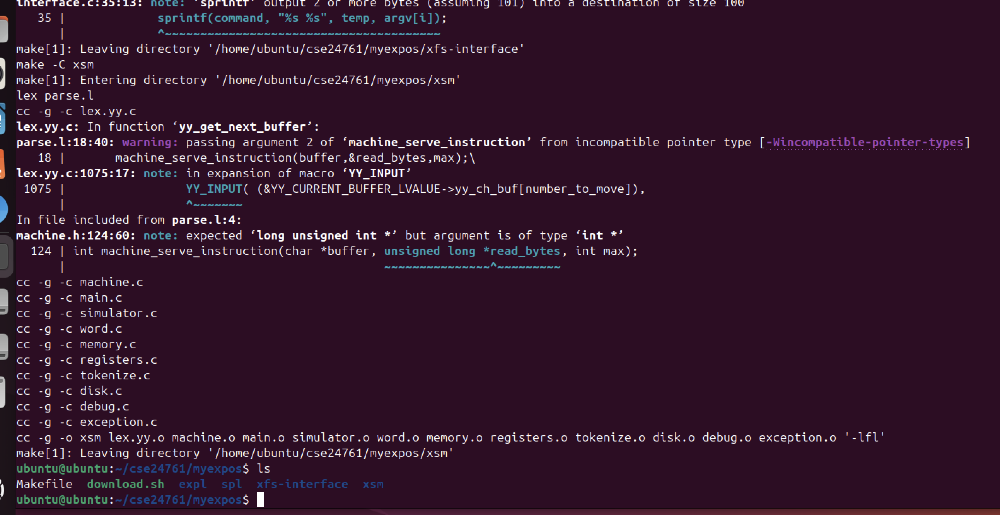 interface.c:35:13: note: ‘sprintf’ output 2 or more bytes (assuming 101) into a destination of size 100
   35 |             sprintf(command, "%s %s", temp, argv[i]);
      |             ^~~~~~~~~~~~~~~~~~~~~~~~~~~~~~~~~~~~~~~~
make[1]: Leaving directory '/home/ubuntu/cse24761/myexpos/xfs-interface'
make -C xsm
make[1]: Entering directory '/home/ubuntu/cse24761/myexpos/xsm'
lex parse.l
cc -g -c lex.yy.c
lex.yy.c: In function ‘yy_get_next_buffer’:
parse.l:18:40: warning: passing argument 2 of ‘machine_serve_instruction’ from incompatible pointer type [-Wincompatible-pointer-types]
   18 |       machine_serve_instruction(buffer,&read_bytes,max);\
lex.yy.c:1075:17: note: in expansion of macro ‘YY_INPUT’
 1075 |                 YY_INPUT( (&YY_CURRENT_BUFFER_LVALUE->yy_ch_buf[number_to_move]),
      |                 ^~~~~~~~
In file included from parse.l:4:
machine.h:124:60: note: expected ‘long unsigned int *’ but argument is of type ‘int *’
  124 | int machine_serve_instruction(char *buffer, unsigned long *read_bytes, int max);
      |                                             ~~~~~~~~~~~~~~~^~~~~~~~~~
cc -g -c machine.c
cc -g -c main.c
cc -g -c simulator.c
cc -g -c word.c
cc -g -c memory.c
cc -g -c registers.c
cc -g -c tokenize.c
cc -g -c disk.c
cc -g -c debug.c
cc -g -c exception.c
cc -g -o xsm lex.yy.o machine.o main.o simulator.o word.o memory.o registers.o tokenize.o disk.o debug.o exception.o '-lfl'
make[1]: Leaving directory '/home/ubuntu/cse24761/myexpos/xsm'
ubuntu@ubuntu:~/cse24761/myexpos$ ls
Makefile  download.sh  expl  spl  xfs-interface  xsm
ubuntu@ubuntu:~/cse24761/myexpos$